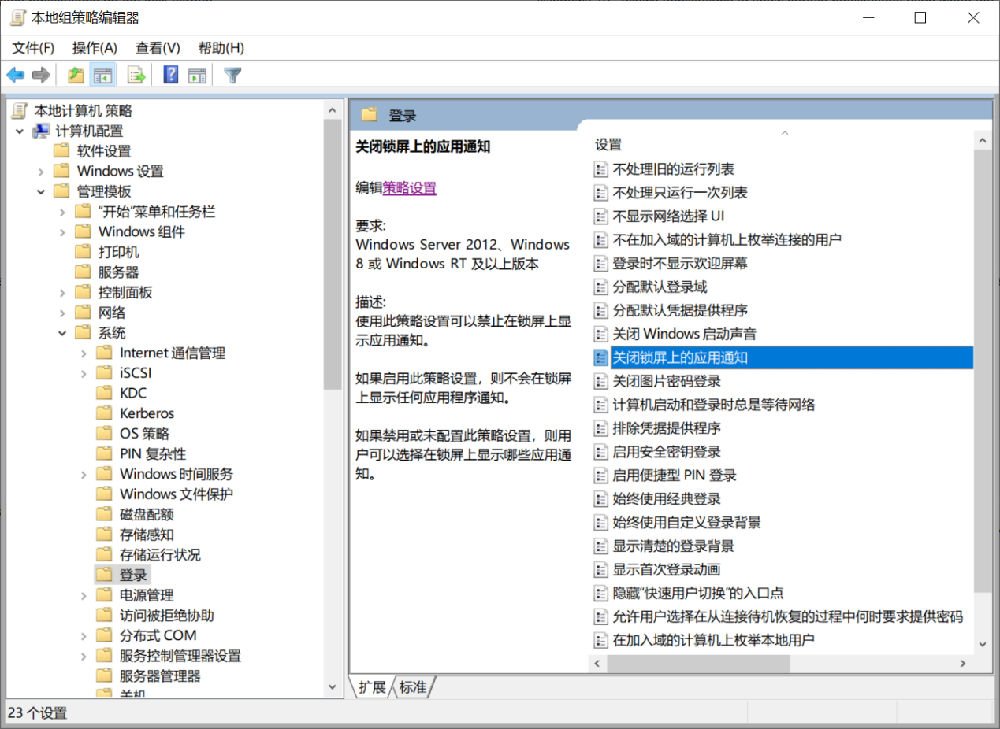 本地组策略编辑器
文件(F) 操作(A) 查看(V) 帮助(H)
本地计算机 策略
计算机配置
软件设置
Windows 设置
管理模板
“开始”菜单和任务栏
Windows 组件
打印机
服务器
控制面板
网络
系统
Internet 通信管理
iSCSI
KDC
Kerberos
OS 策略
PIN 复杂性
Windows 时间服务
Windows 文件保护
磁盘配额
存储感知
存储运行状况
登录
电源管理
访问被拒绝协助
分布式 COM
服务控制管理器设置
服务器管理器
关机
登录
关闭锁屏上的应用通知
编辑策略设置
要求:
Windows Server 2012、Windows
8 或 Windows RT 及以上版本
描述:
使用此策略设置可以禁止在锁屏上显
示应用通知。
如果启用此策略设置，则不会在锁屏
上显示任何应用程序通知。
如果禁用或未配置此策略设置，则用
户可以选择在锁屏上显示哪些应用通
知。
设置
不处理旧的运行列表
不处理只运行一次列表
不显示网络选择 UI
不在加入域的计算机上枚举连接的用户
登录时不显示欢迎屏幕
分配默认登录域
分配默认凭据提供程序
关闭 Windows 启动声音
关闭锁屏上的应用通知
关闭图片密码登录
计算机启动和登录时总是等待网络
排除凭据提供程序
启用安全密钥登录
启用便捷型 PIN 登录
始终使用经典登录
始终使用自定义登录背景
显示清楚的登录背景
显示首次登录动画
隐藏“快速用户切换”的入口点
允许用户选择在从连接待机恢复的过程中何时要求提供密码
在加入域的计算机上枚举本地用户
扩展 标准
23 个设置